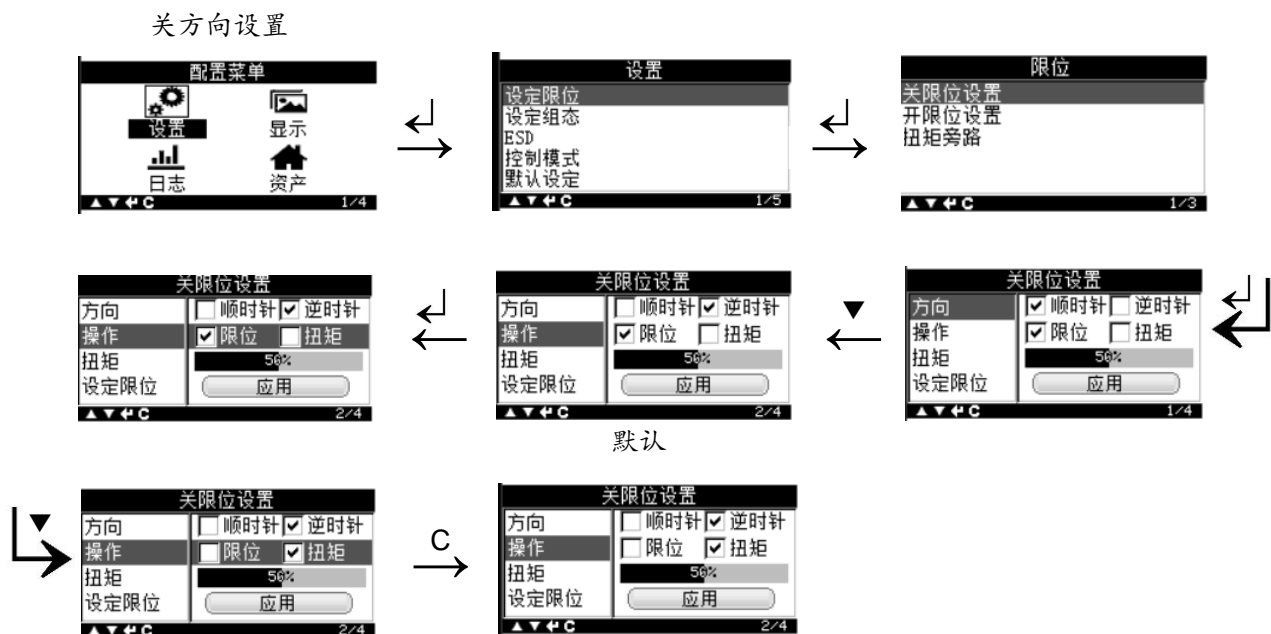 关方向设置
配置菜单
设置 显示
日志 资产
▲▼↵C 1/4
↵
设置
设定限位
设定组态
ESD
控制模式
默认设定
▲▼↵C 1/5
↵
限位
关限位设置
开限位设置
扭矩旁路
▲▼↵C 1/3
↵
关限位设置
方向 顺时针 逆时针
操作 限位 扭矩
扭矩 50%
设定限位 应用
▲▼↵C 1/4
▼
关限位设置
方向 顺时针 逆时针
操作 限位 扭矩
扭矩 50%
设定限位 应用
▲▼↵C 2/4
默认
↵
关限位设置
方向 顺时针 逆时针
操作 限位 扭矩
扭矩 50%
设定限位 应用
▲▼↵C 2/4
▼
关限位设置
方向 顺时针 逆时针
操作 限位 扭矩
扭矩 50%
设定限位 应用
▲▼↵C 2/4
C
关限位设置
方向 顺时针 逆时针
操作 限位 扭矩
扭矩 50%
设定限位 应用
▲▼↵C 2/4